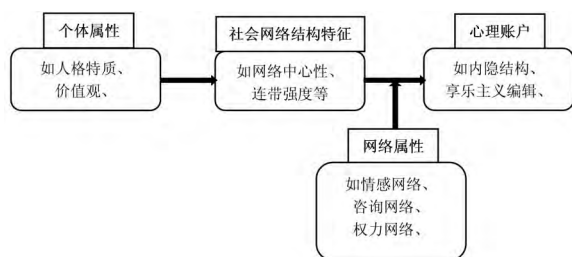 个体属性
如人格特质、
价值观、
社会网络结构特征
如网络中心性、
连带强度等
心理账户
如内隐结构、
享乐主义编辑、
网络属性
如情感网络、
咨询网络、
权力网络、